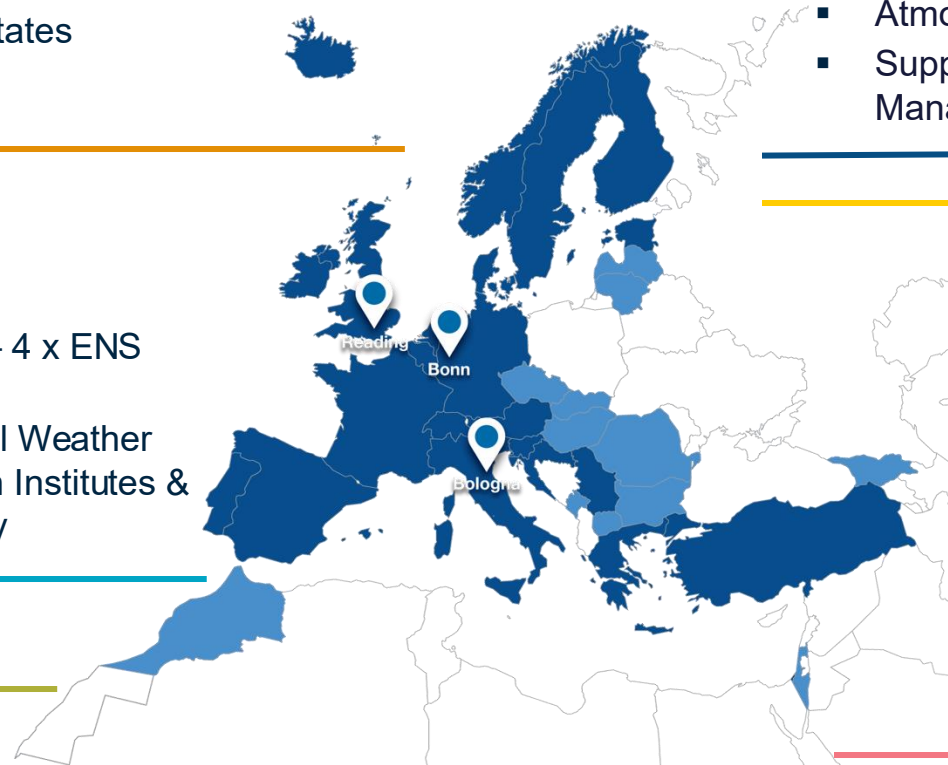 tates
Atmo
Supp
Mana
- 4 x ENS
l Weather
n Institutes &
y
Reading
Bonn
Bologna